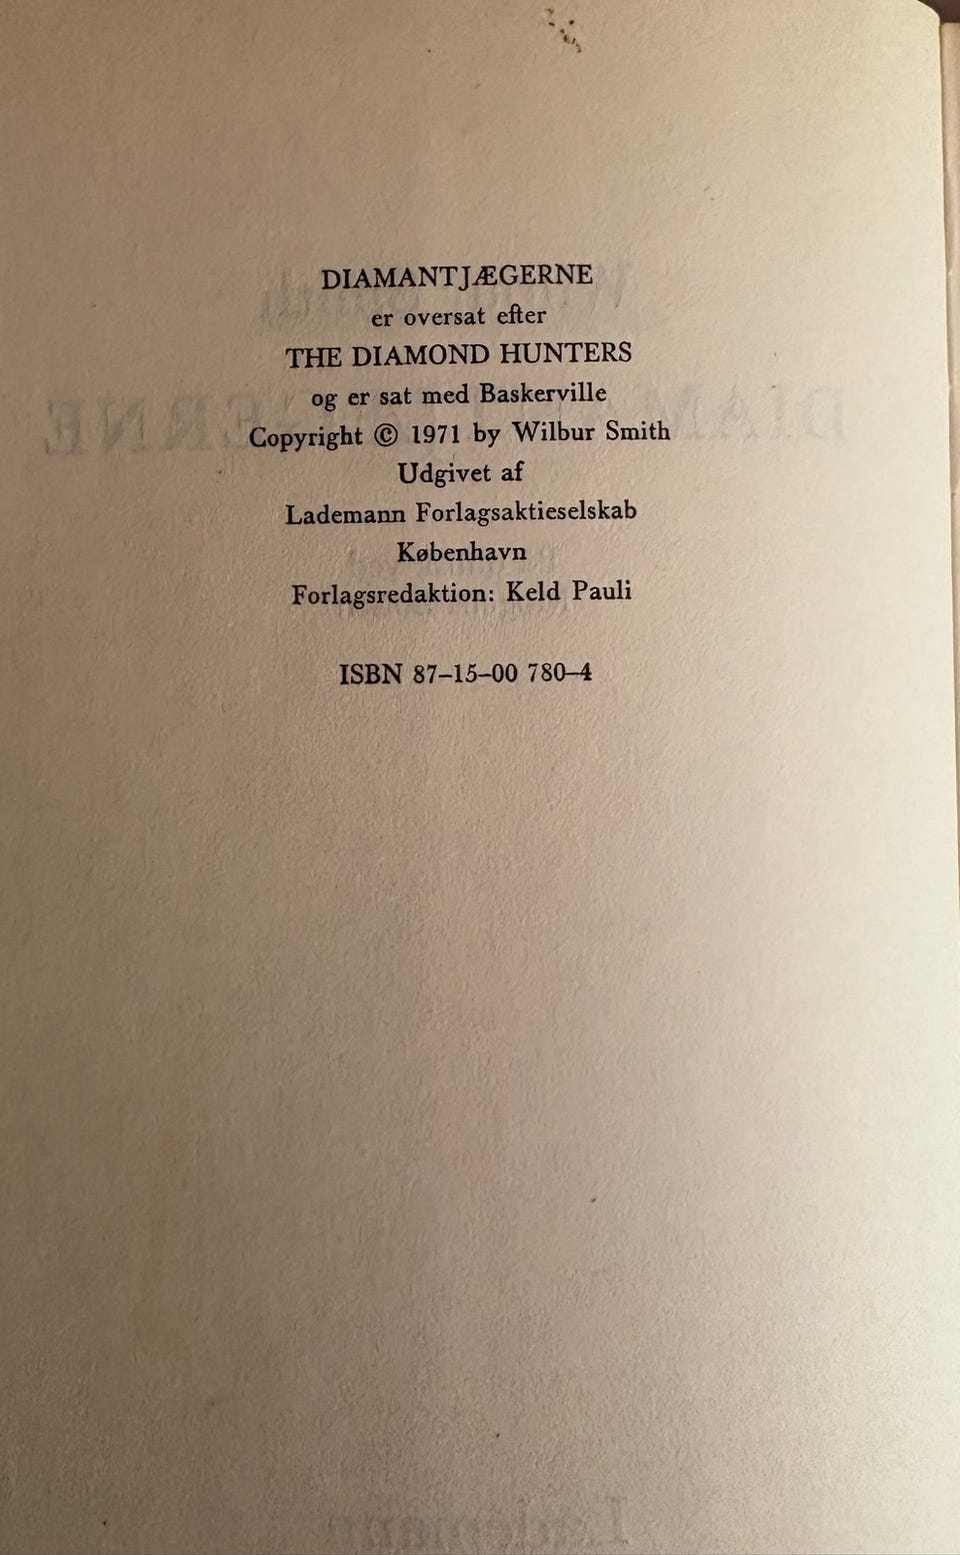 DIAMANTJÆGERNE
er oversat efter
THE DIAMOND HUNTERS
og er sat med Baskerville
Copyright © 1971 by Wilbur Smith
Udgivet af
Lademann Forlagsaktieselskab
København
Forlagsredaktion: Keld Pauli
ISBN 87–15–00 780–4